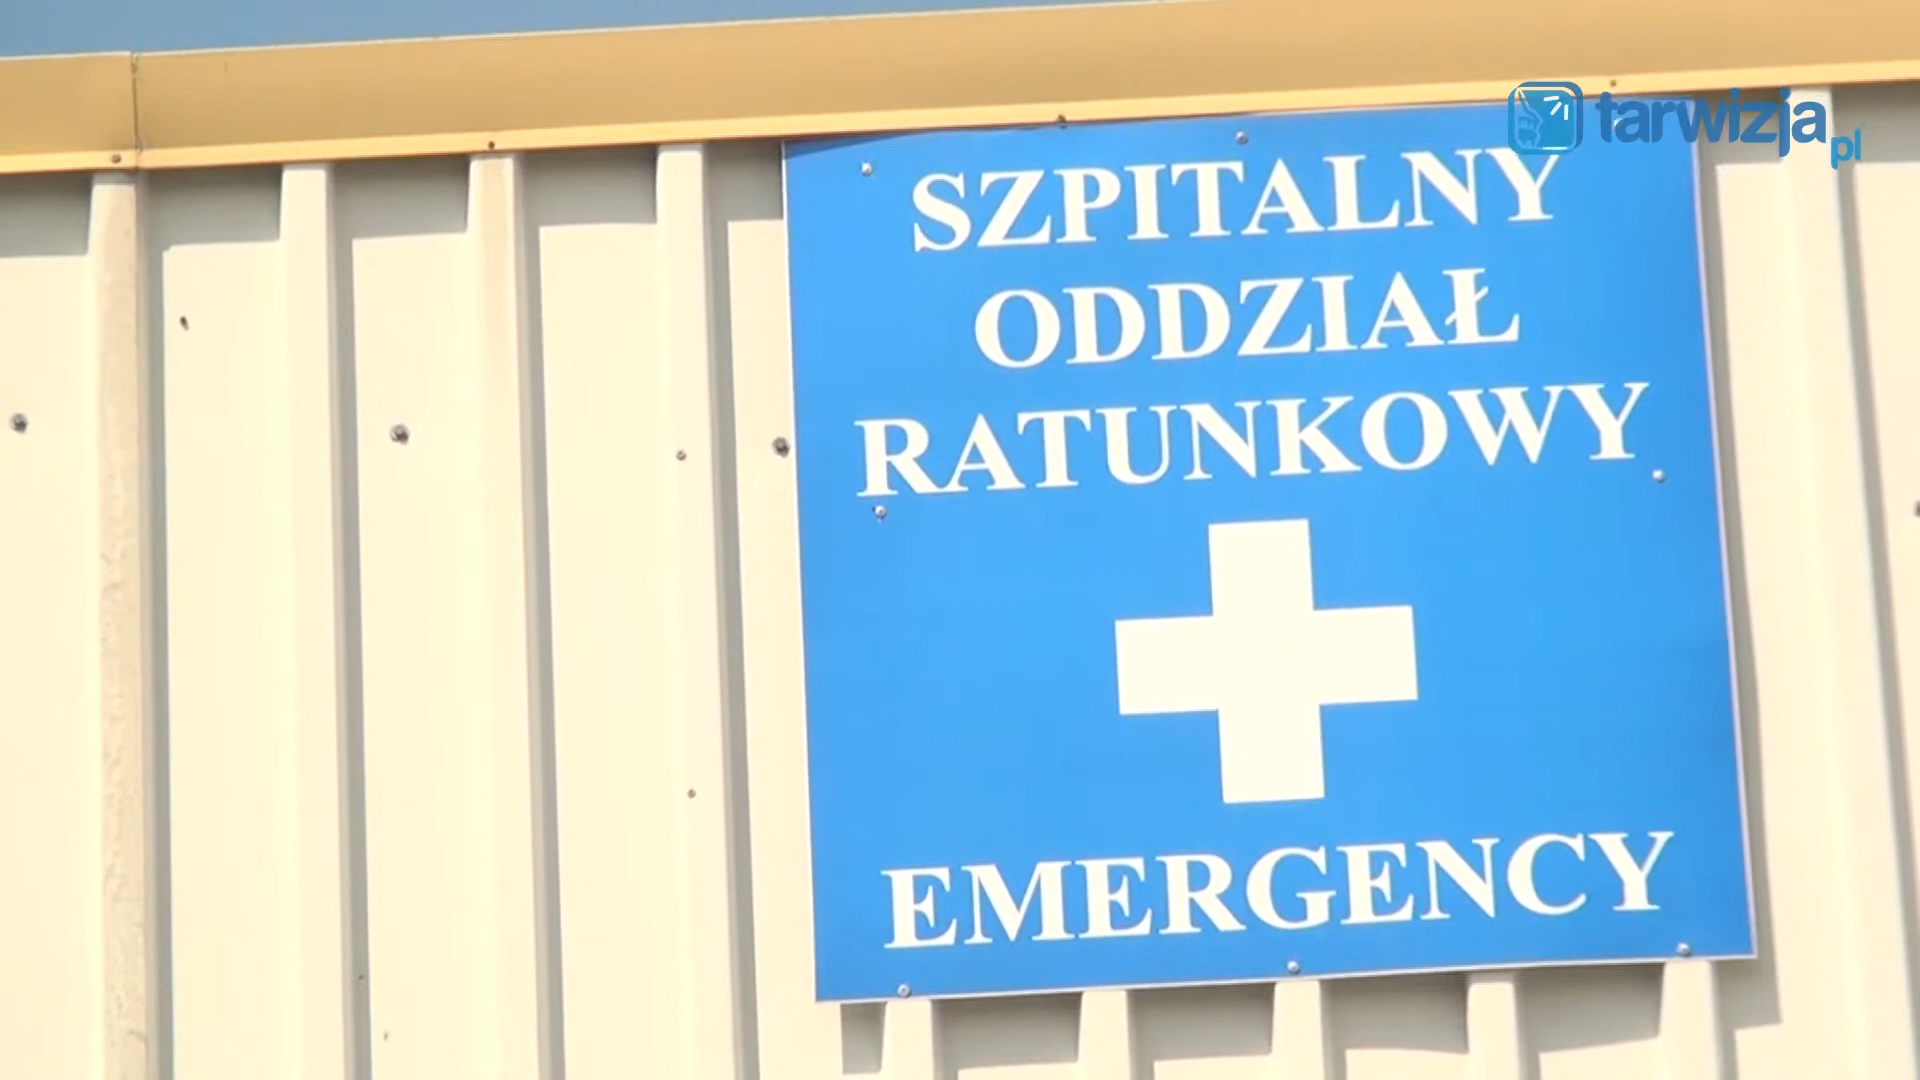 tarwizja.pl
SZPITALNY
ODDZIAŁ
RATUNKOWY
EMERGENCY